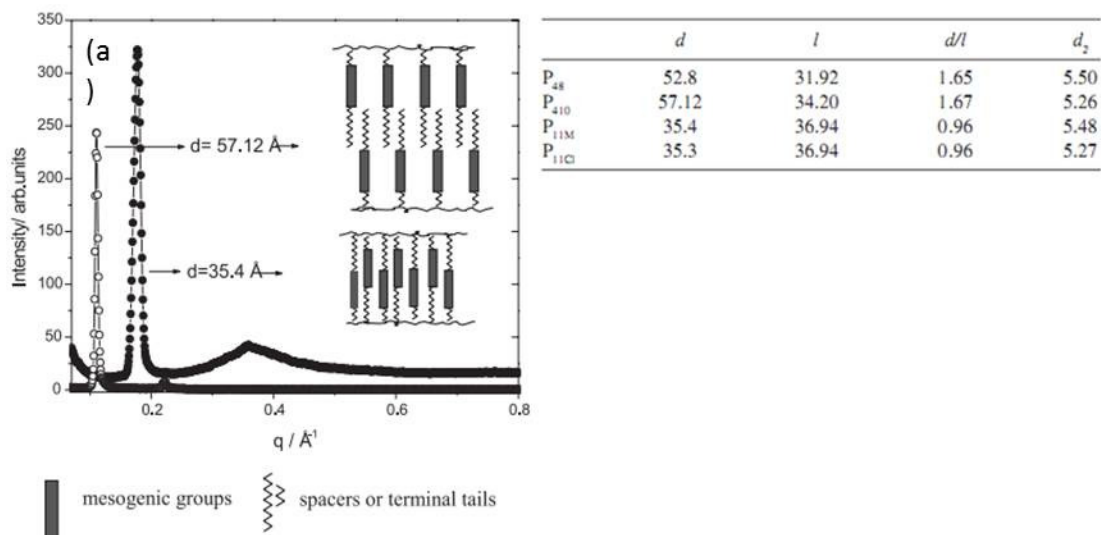 350
300
250
200
150
100
50
0
Intensity/ arb.units
(a
)
d= 57.12 Å
d=35.4 Å
0.2
0.4
0.6
0.8
q / Å⁻¹
mesogenic groups
spacers or terminal tails
d l d/l d₂
P₄₈ 52.8 31.92 1.65 5.50
P₄₁₀ 57.12 34.20 1.67 5.26
P₁₁M 35.4 36.94 0.96 5.48
P₁₁Cl 35.3 36.94 0.96 5.27